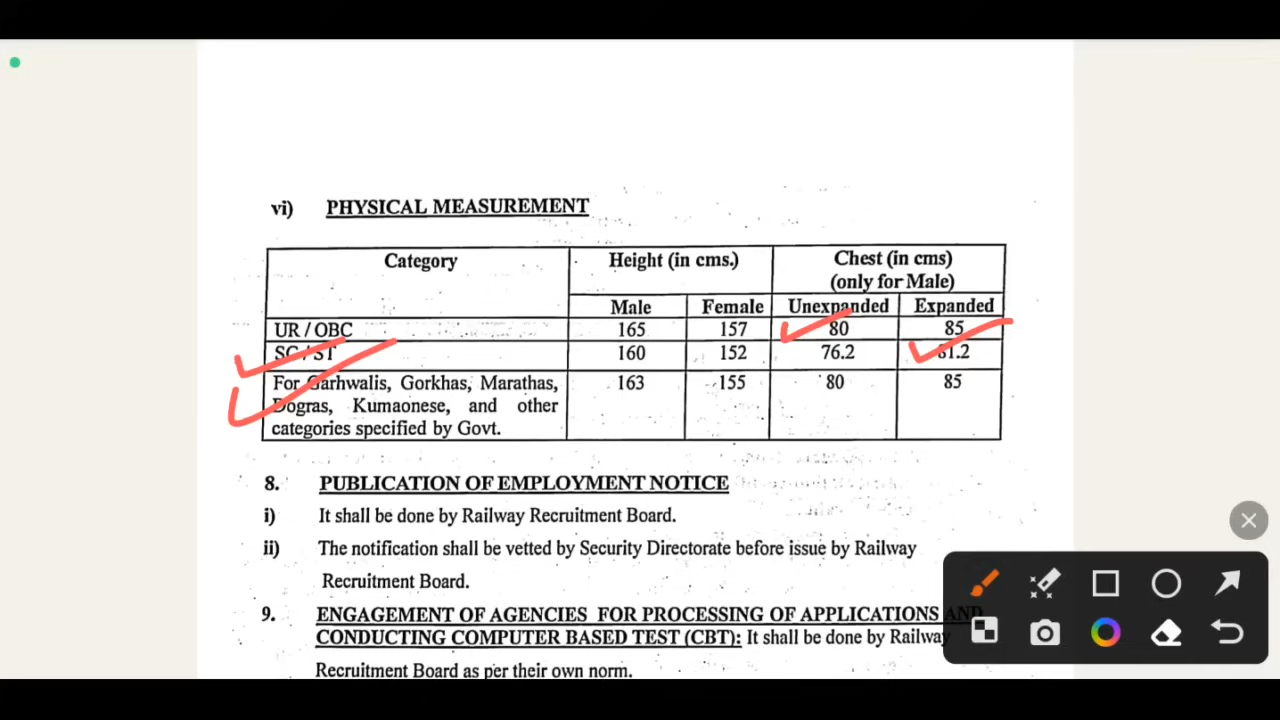 vi) PHYSICAL MEASUREMENT
Category Height (in cms.) Chest (in cms)
(only for Male)
Male Female Unexpanded Expanded
UR / OBC 165 157 80 85
SC / ST 160 152 76.2 81.2
For Garhwalis, Gorkhas, Marathas, 163 155 80 85
Dogras, Kumaonese, and other
categories specified by Govt.
8. PUBLICATION OF EMPLOYMENT NOTICE
i) It shall be done by Railway Recruitment Board.
ii) The notification shall be vetted by Security Directorate before issue by Railway
Recruitment Board.
9. ENGAGEMENT OF AGENCIES FOR PROCESSING OF APPLICATIONS AND
CONDUCTING COMPUTER BASED TEST (CBT): It shall be done by Railway
Recruitment Board as per their own norm.